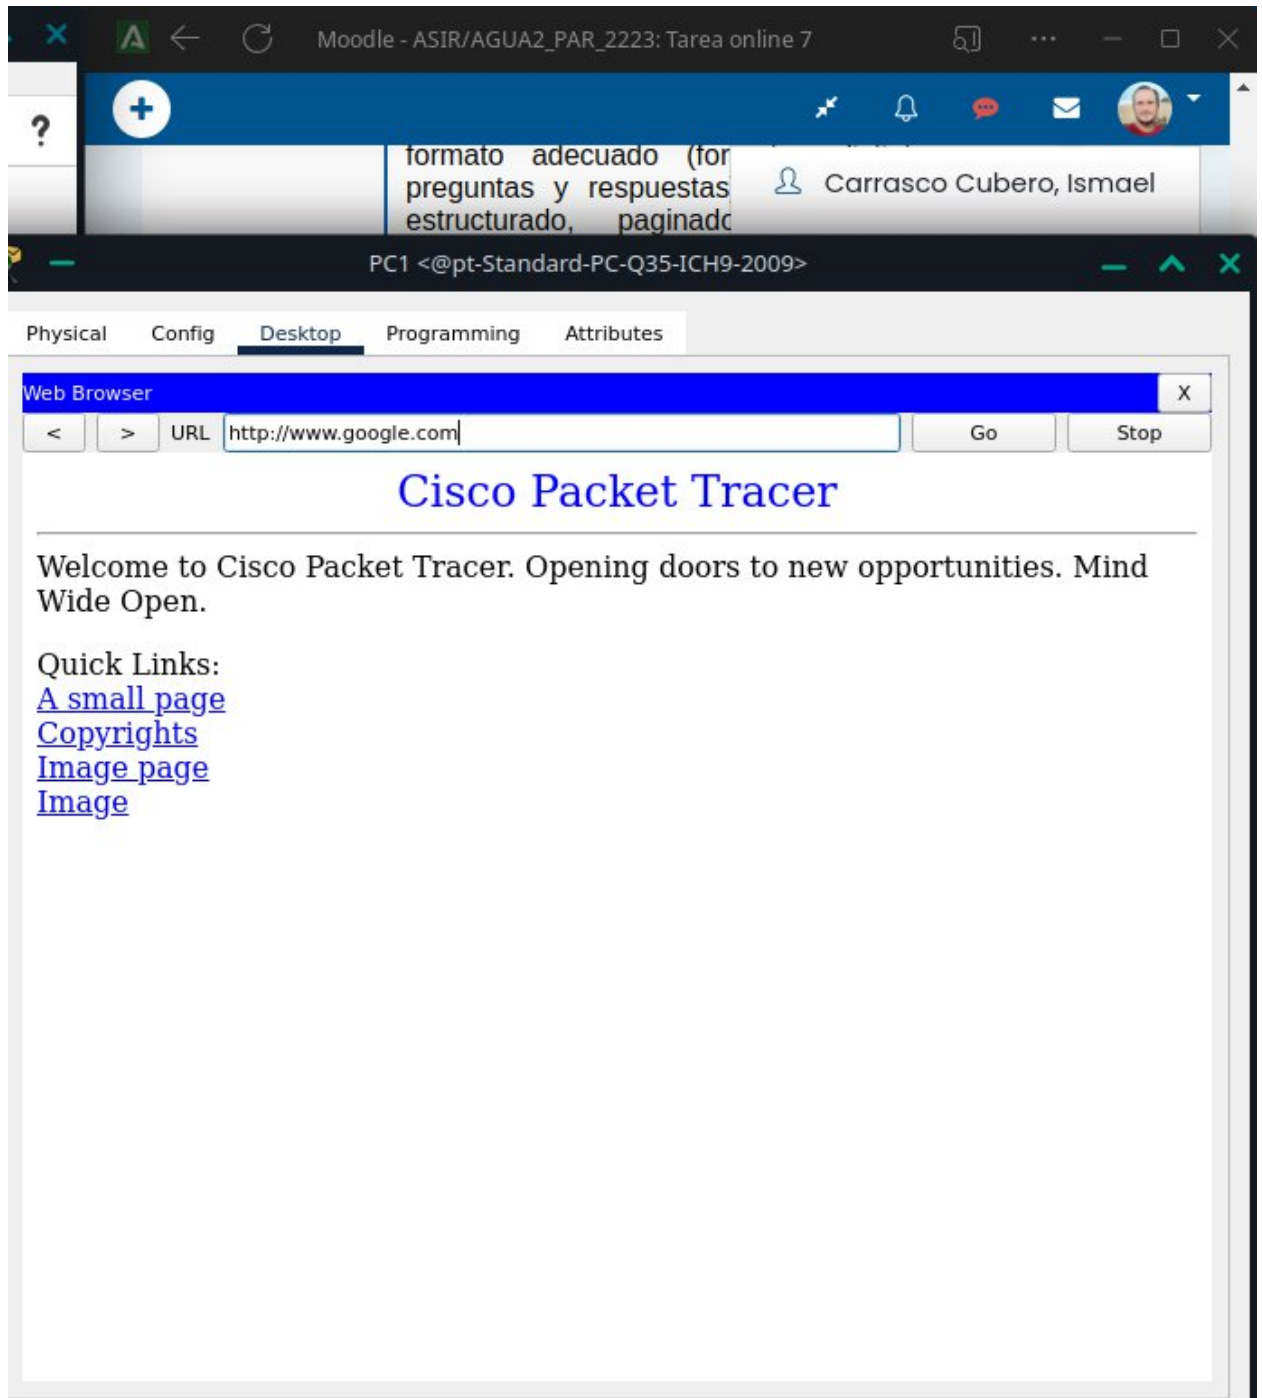 Moodle - ASIR/AGUA2_PAR_2223: Tarea online 7
?
formato adecuado (for
preguntas y respuestas
estructurado, paginado
Carrasco Cubero, Ismael
PC1 <@pt-Standard-PC-Q35-ICH9-2009>
Physical Config Desktop Programming Attributes
Web Browser X
< > URL http://www.google.com Go Stop
Cisco Packet Tracer
Welcome to Cisco Packet Tracer. Opening doors to new opportunities. Mind
Wide Open.
Quick Links:
A small page
Copyrights
Image page
Image